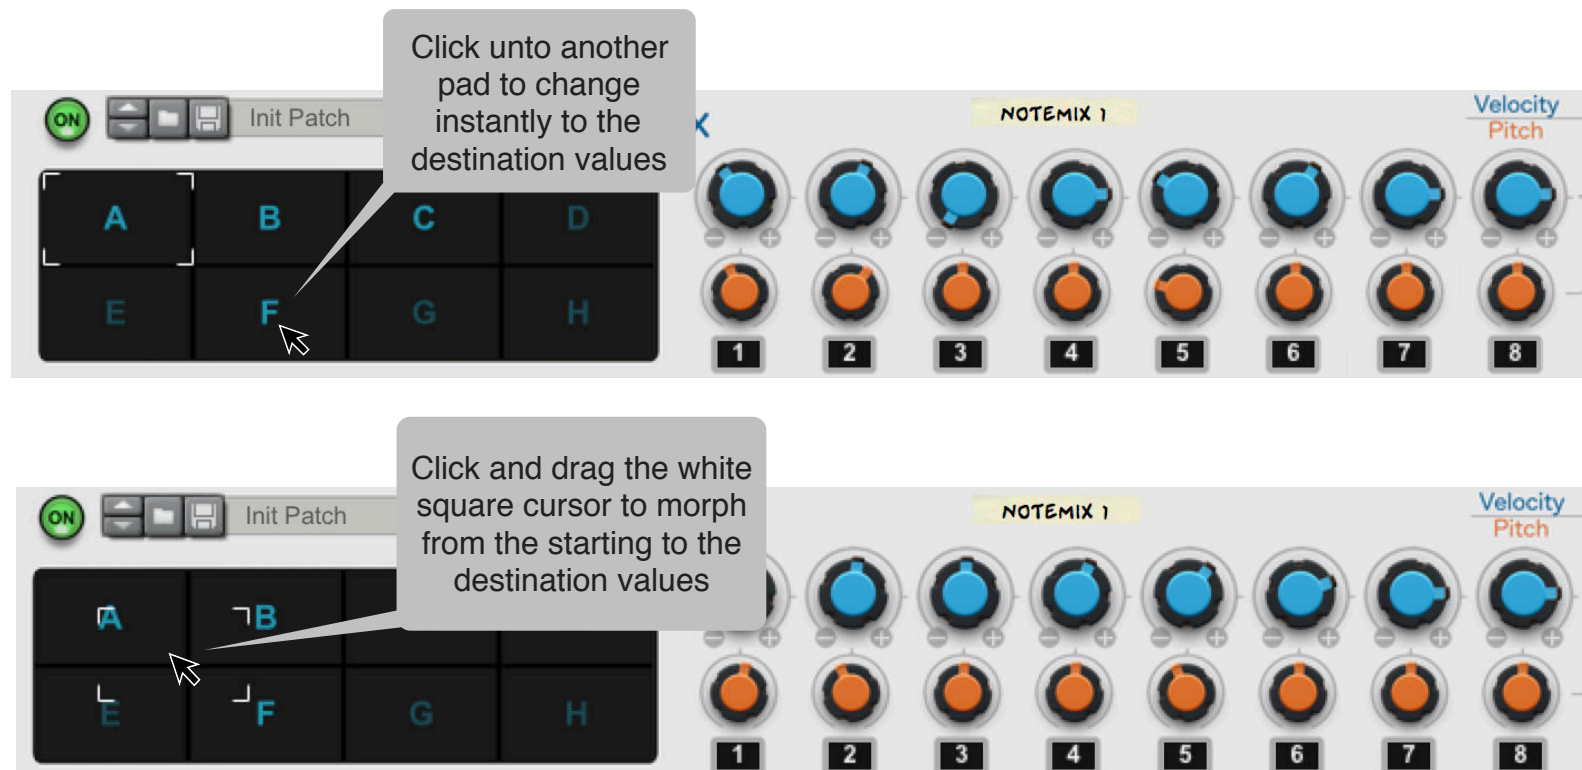 Click unto another
pad to change
instantly to the
destination values
ON
Init Patch
X
NOTEMIX 1
Velocity
Pitch
A B C D
E F G H
1 2 3 4 5 6 7 8
Click and drag the white
square cursor to morph
from the starting to the
destination values
ON
Init Patch
NOTEMIX 1
Velocity
Pitch
A B
E F G H
1 2 3 4 5 6 7 8